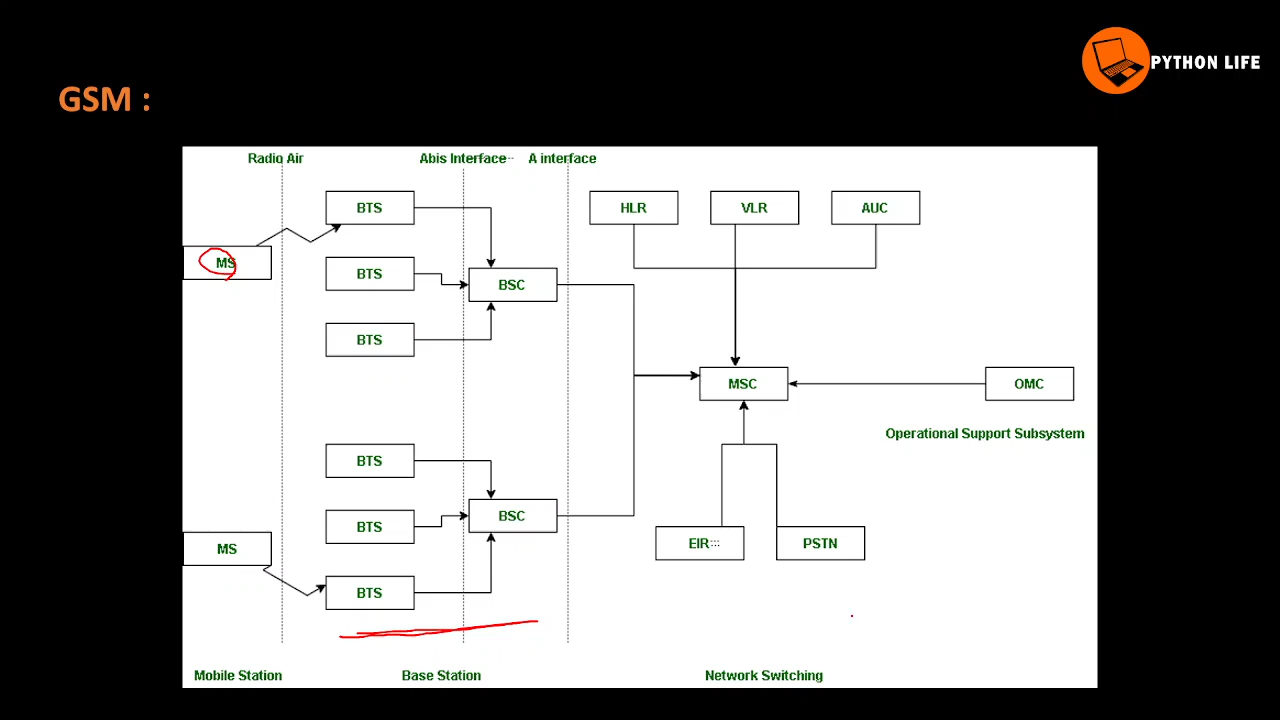 PYTHON LIFE
GSM :
Radio Air
Abis Interface
A interface
BTS
HLR
VLR
AUC
MS
BTS
BSC
BTS
MSC
OMC
Operational Support Subsystem
BTS
BSC
BTS
MS
EIR
PSTN
BTS
Mobile Station
Base Station
Network Switching